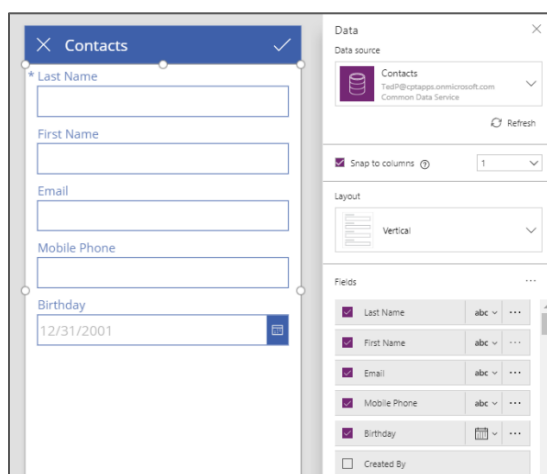 Contacts
* Last Name
First Name
Email
Mobile Phone
Birthday
12/31/2001
Data
Data source
Contacts
TedP@cptapps.onmicrosoft.com
Common Data Service
Refresh
Snap to columns ?
1
Layout
Vertical
Fields
...
Last Name abc ...
First Name abc ...
Email abc ...
Mobile Phone abc ...
Birthday ...
Created By